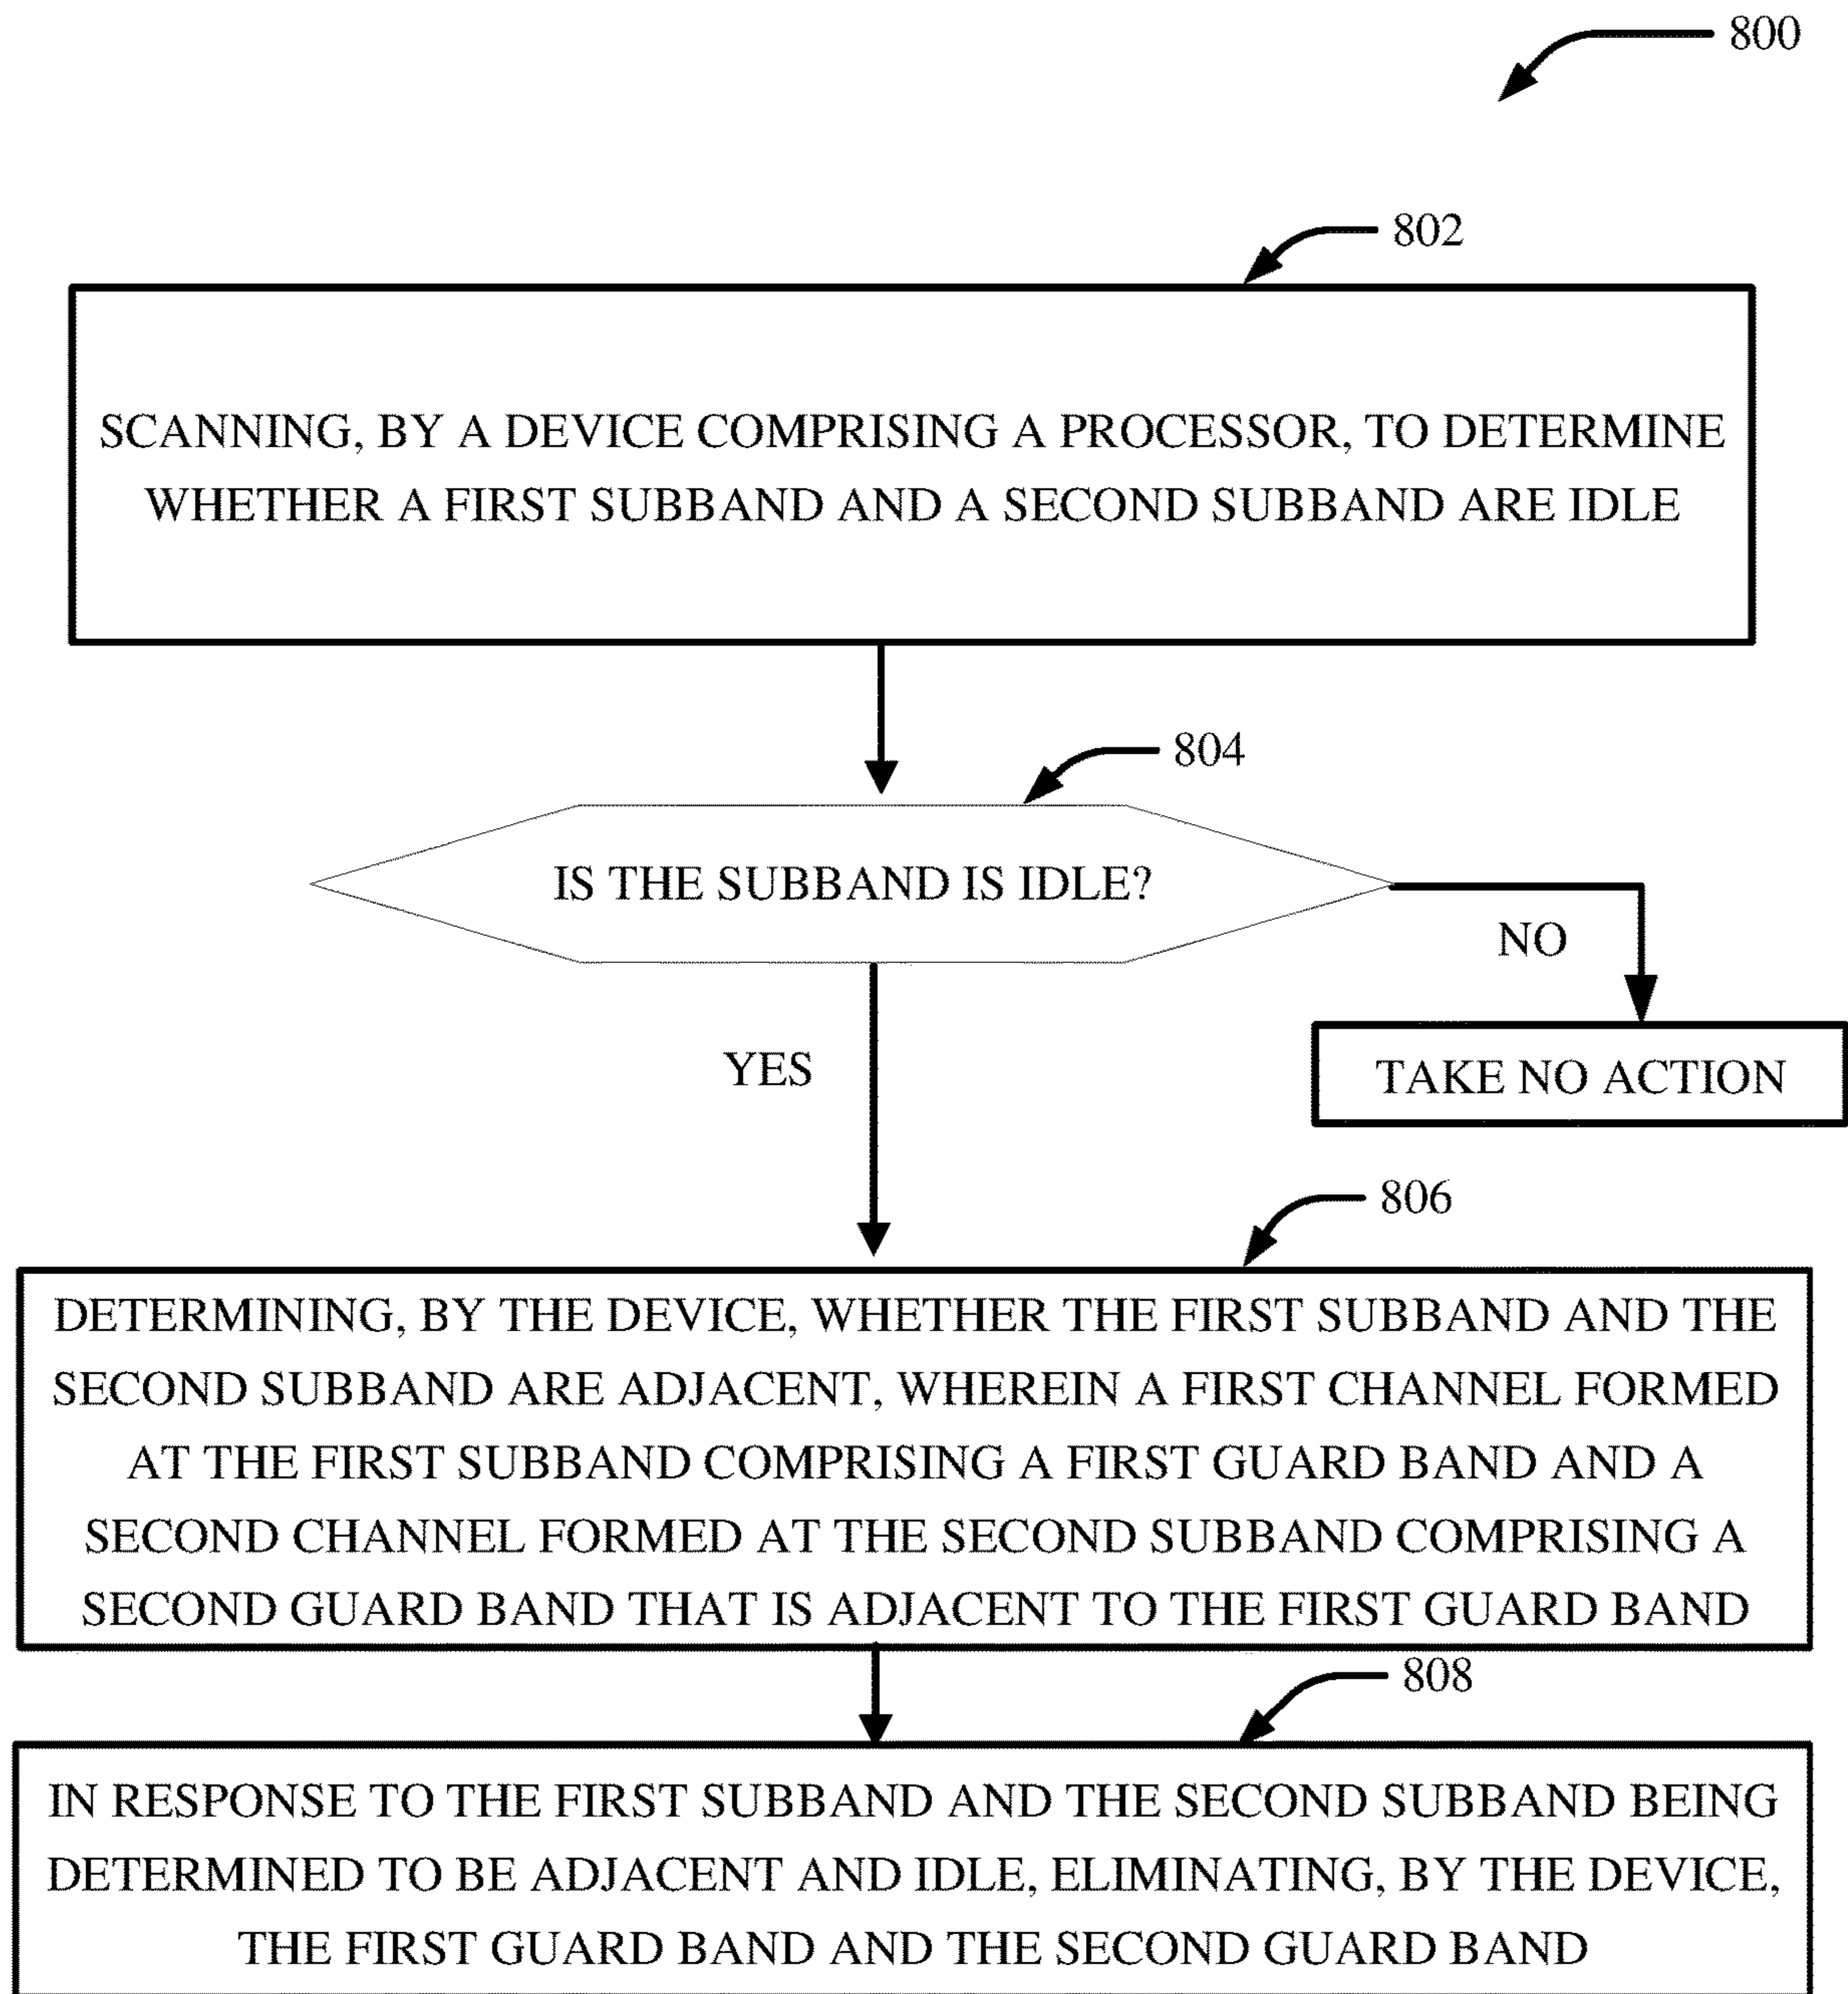 800
802
SCANNING, BY A DEVICE COMPRISING A PROCESSOR, TO DETERMINE
WHETHER A FIRST SUBBAND AND A SECOND SUBBAND ARE IDLE
804
IS THE SUBBAND IS IDLE?
NO
YES
TAKE NO ACTION
806
DETERMINING, BY THE DEVICE, WHETHER THE FIRST SUBBAND AND THE
SECOND SUBBAND ARE ADJACENT, WHEREIN A FIRST CHANNEL FORMED
AT THE FIRST SUBBAND COMPRISING A FIRST GUARD BAND AND A
SECOND CHANNEL FORMED AT THE SECOND SUBBAND COMPRISING A
SECOND GUARD BAND THAT IS ADJACENT TO THE FIRST GUARD BAND
808
IN RESPONSE TO THE FIRST SUBBAND AND THE SECOND SUBBAND BEING
DETERMINED TO BE ADJACENT AND IDLE, ELIMINATING, BY THE DEVICE,
THE FIRST GUARD BAND AND THE SECOND GUARD BAND